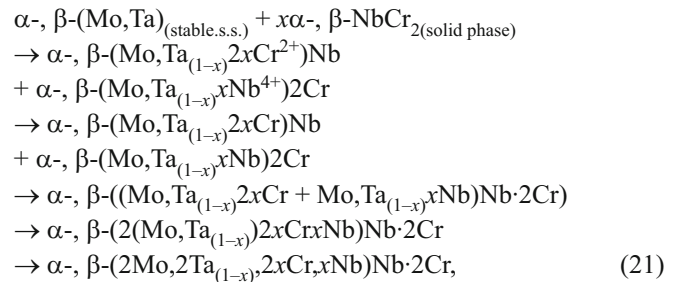 α-, β-(Mo,Ta)(stable.s.s.) + xα-, β-NbCr2(solid phase)
→ α-, β-(Mo,Ta(1–x)2xCr2+)Nb
+ α-, β-(Mo,Ta(1–x)xNb4+)2Cr
→ α-, β-(Mo,Ta(1–x)2xCr)Nb
+ α-, β-(Mo,Ta(1–x)xNb)2Cr
→ α-, β-((Mo,Ta(1–x)2xCr + Mo,Ta(1–x)xNb)Nb·2Cr)
→ α-, β-(2(Mo,Ta(1–x))2xCrxNb)Nb·2Cr
→ α-, β-(2Mo,2Ta(1–x),2xCr,xNb)Nb·2Cr, (21)